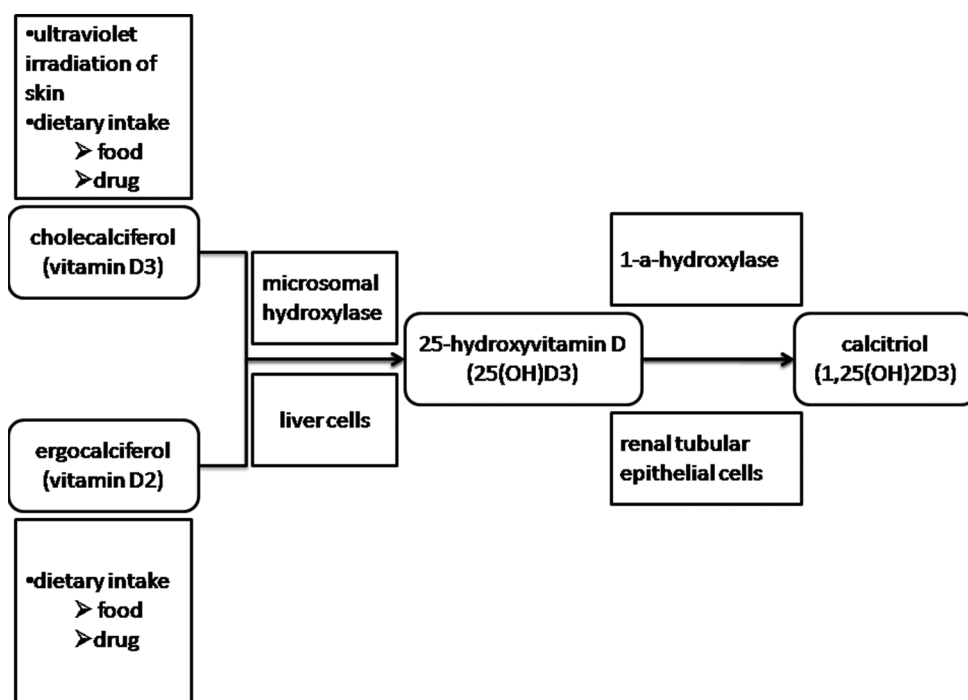 •ultraviolet
irradiation of
skin
•dietary intake
➢ food
➢drug
cholecalciferol
(vitamin D3)
microsomal
hydroxylase
liver cells
ergocalciferol
(vitamin D2)
•dietary intake
➢ food
➢drug
25-hydroxyvitamin D
(25(OH)D3)
1-a-hydroxylase
renal tubular
epithelial cells
calcitriol
(1,25(OH)2D3)